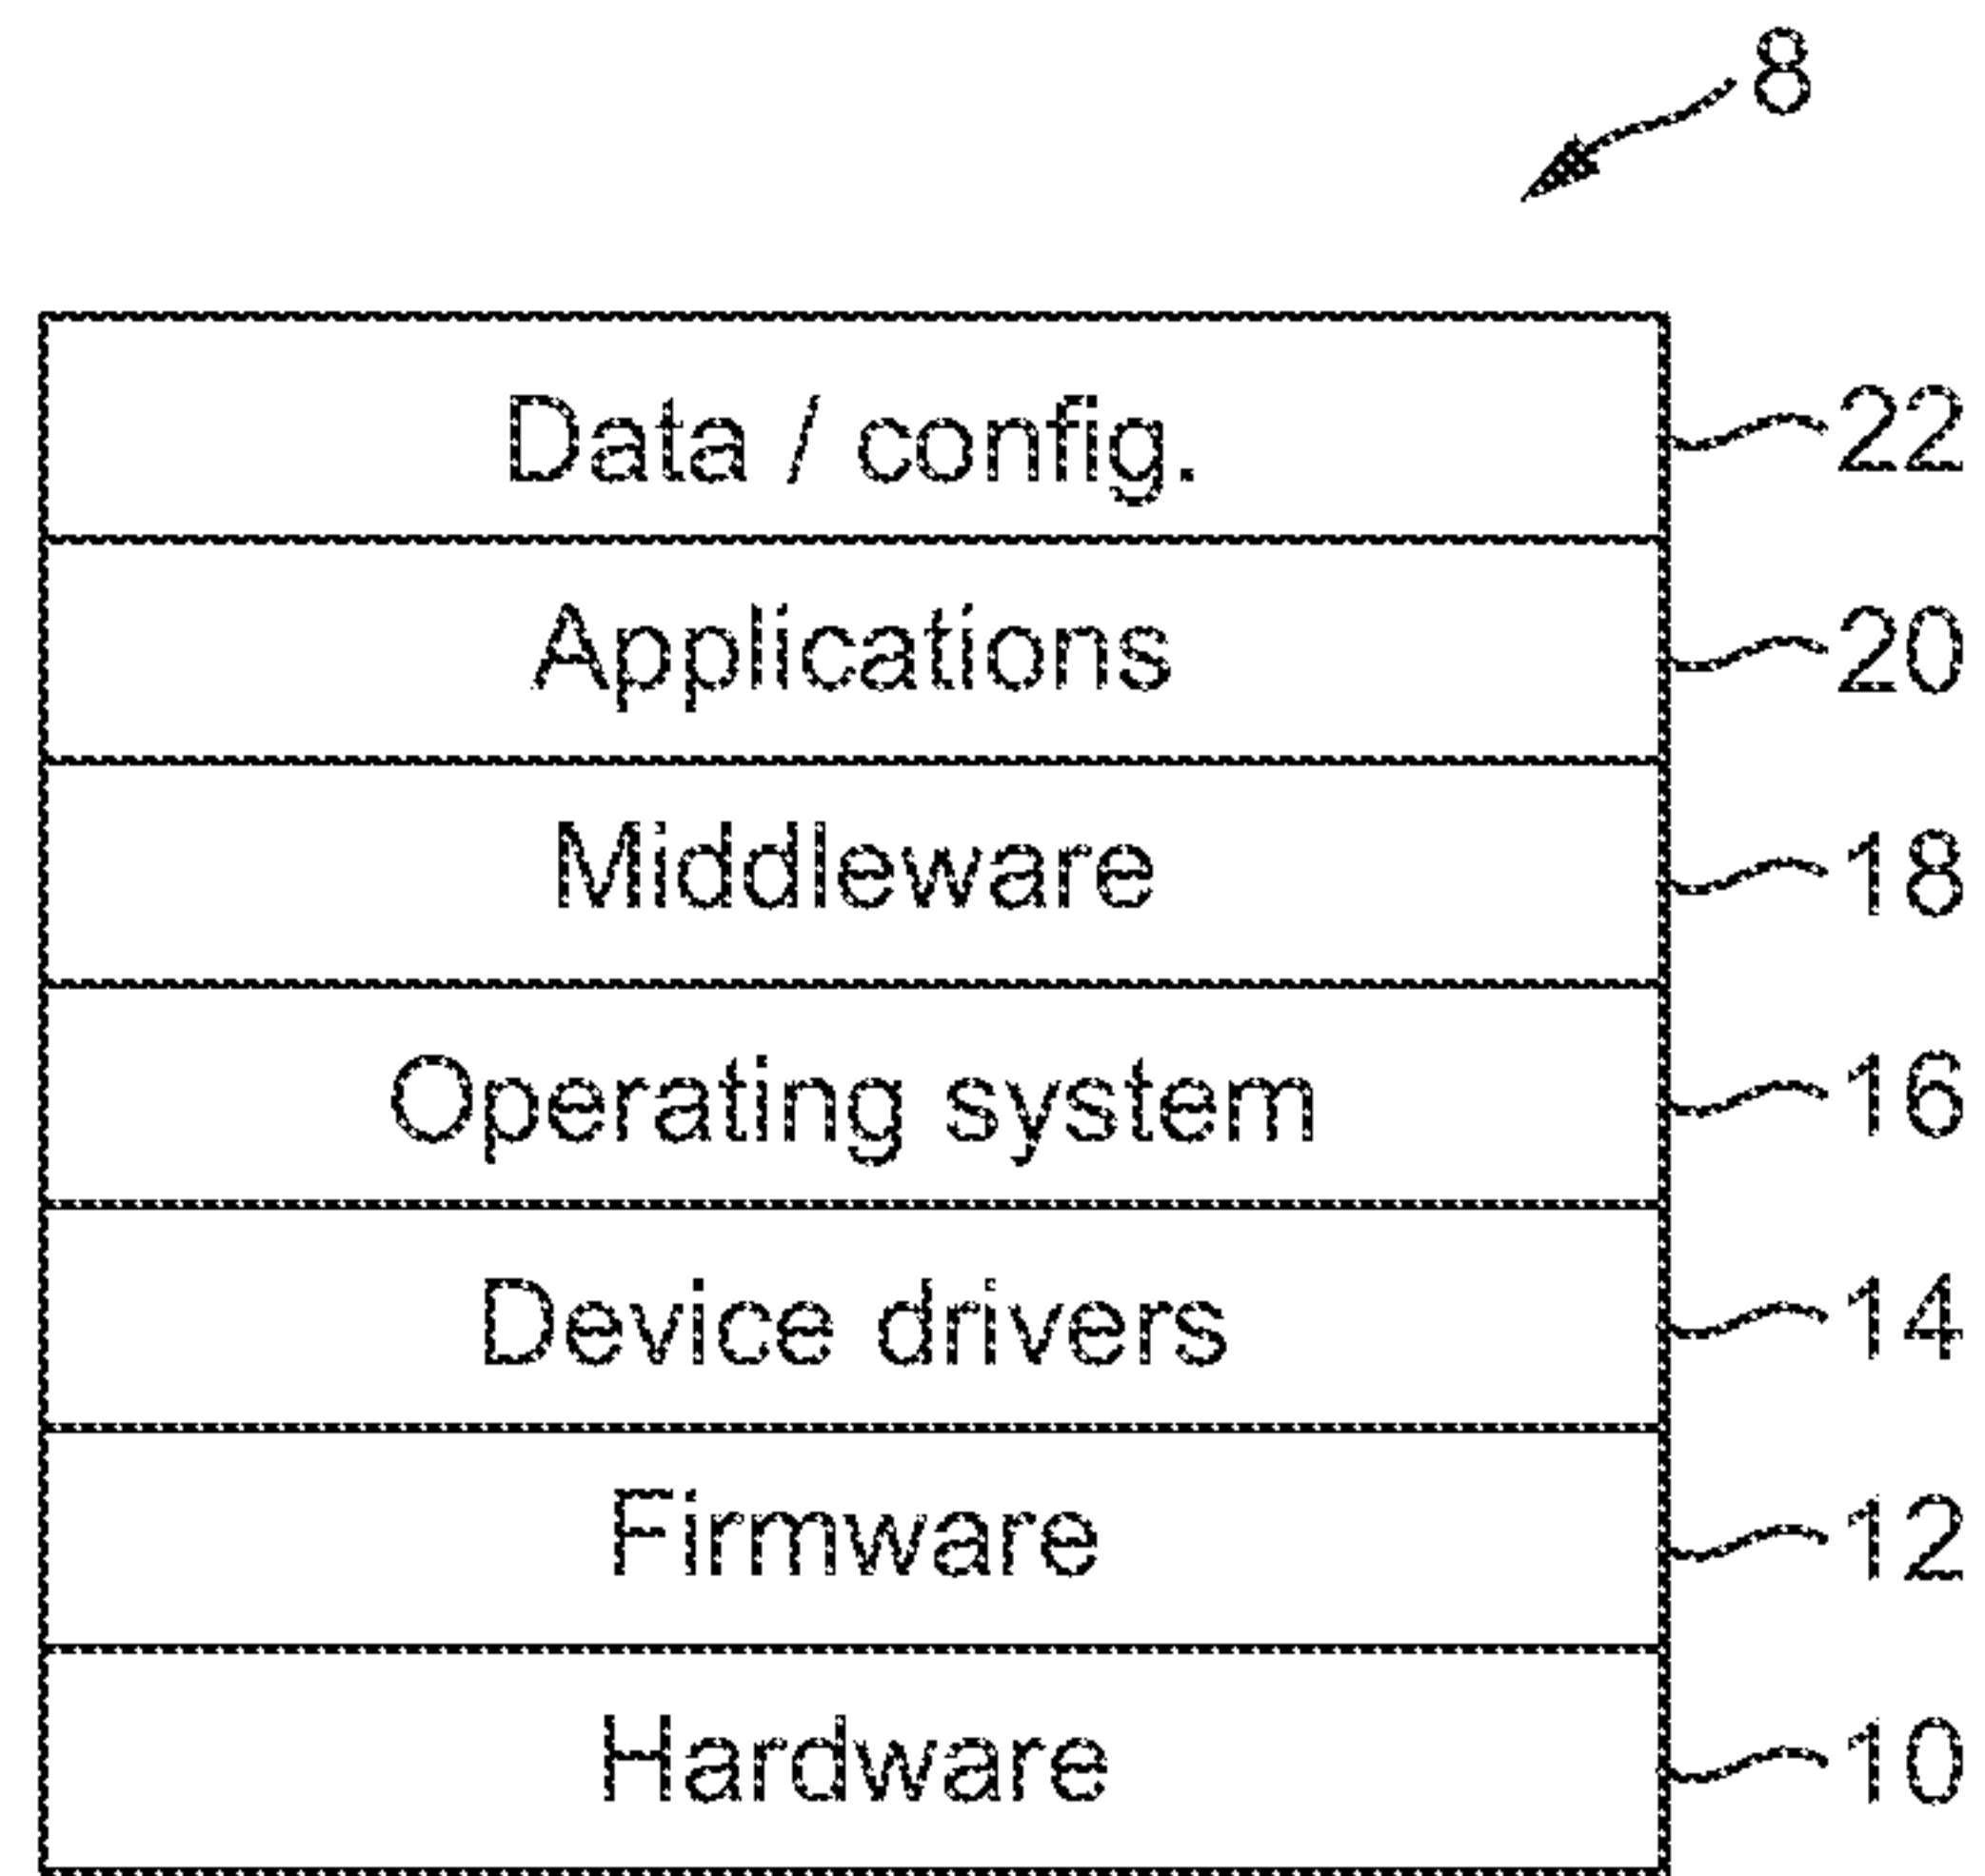 8
Data / config. 22
Applications 20
Middleware 18
Operating system 16
Device drivers 14
Firmware 12
Hardware 10